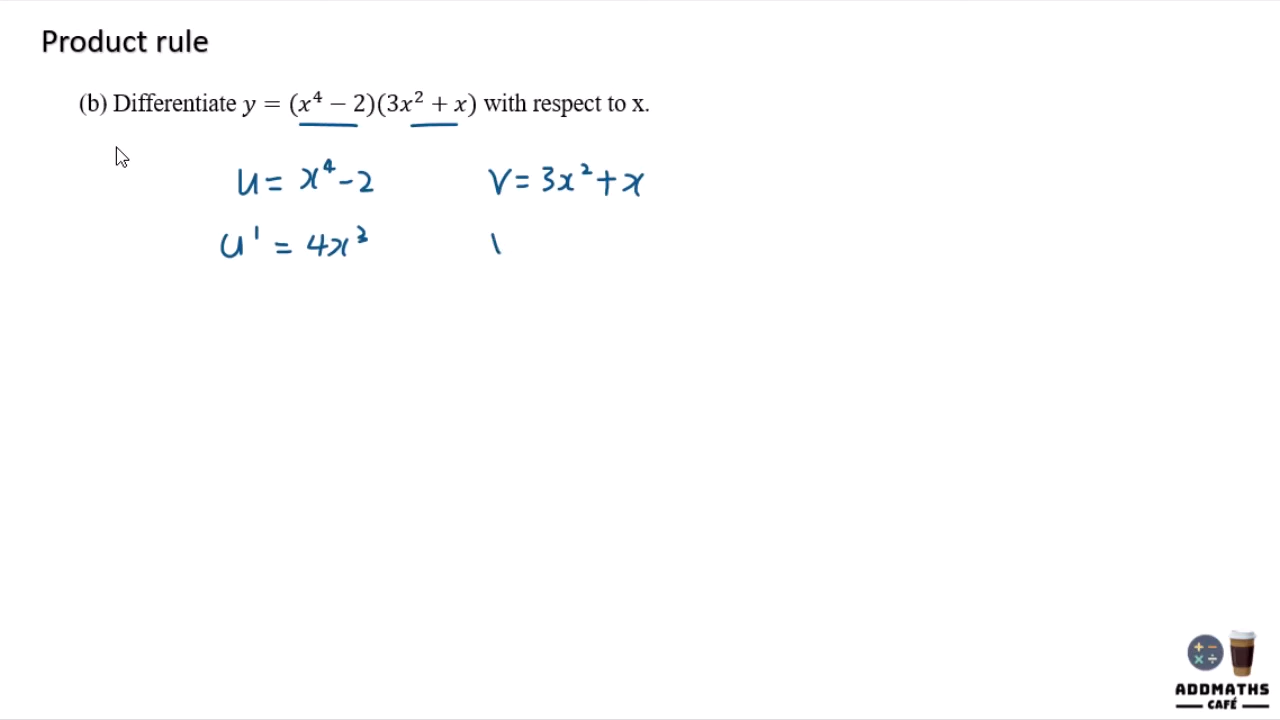 Product rule
(b) Differentiate y = (x⁴ − 2)(3x² + x) with respect to x.
u = x⁴ - 2 v = 3x² + x
u' = 4x³ \
+ − × ÷
ADDMATHS
CAFÉ